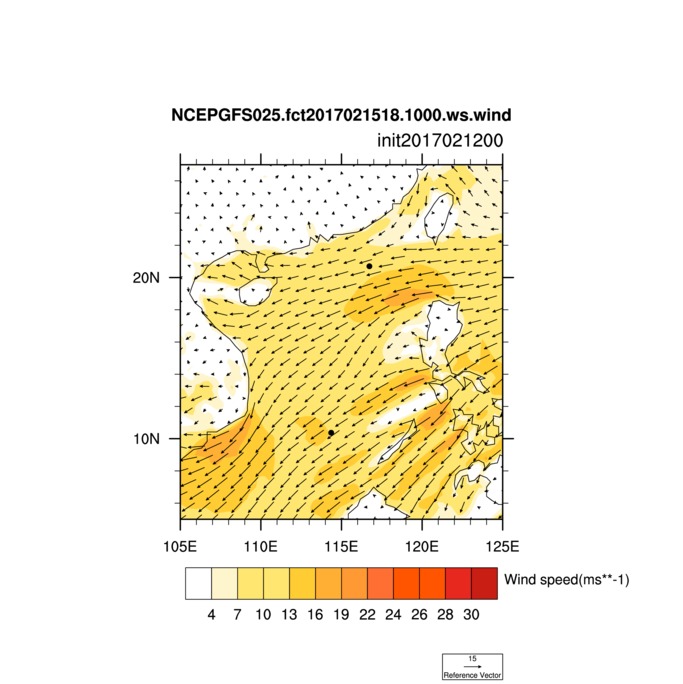 NCEPGFS025.fct2017021518.1000.ws.wind
init2017021200
20N
10N
105E 110E 115E 120E 125E
Wind speed(ms**-1)
4 7 10 13 16 19 22 24 26 28 30
15
Reference Vector